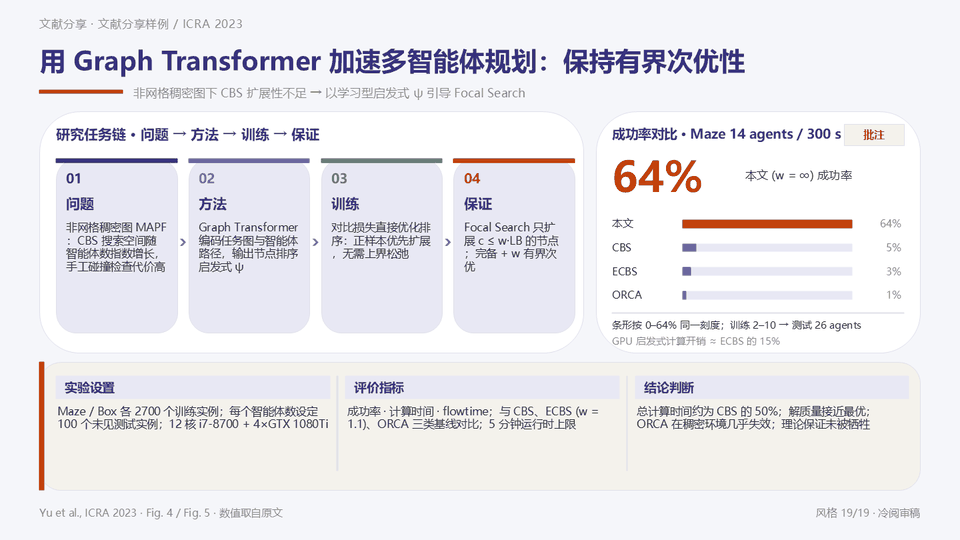 文献分享 · 文献分享样例 / ICRA 2023
用 Graph Transformer 加速多智能体规划：保持有界次优性
非网格稠密图下 CBS 扩展性不足 → 以学习型启发式 ψ 引导 Focal Search
研究任务链 • 问题 → 方法 → 训练 → 保证
01
问题
非网格稠密图 MAPF
：CBS 搜索空间随
智能体数指数增长，
手工碰撞检查代价高
›
02
方法
Graph Transformer
编码任务图与智能体
路径，输出节点排序
启发式 ψ
›
03
训练
对比损失直接优化排
序：正样本优先扩展
，无需上界松弛
›
04
保证
Focal Search 只扩
展 c ≤ w·LB 的节点
；完备 + w 有界次
优
成功率对比 • Maze 14 agents / 300 s
批注
64%
本文 (w = ∞) 成功率
本文 64%
CBS 5%
ECBS 3%
ORCA 1%
条形按 0–64% 同一刻度；训练 2–10 → 测试 26 agents
GPU 启发式计算开销 ≈ ECBS 的 15%
实验设置
Maze / Box 各 2700 个训练实例；每个智能体数设定
100 个未见测试实例；12 核 i7-8700 + 4×GTX 1080Ti
评价指标
成功率 · 计算时间 · flowtime；与 CBS、ECBS (w =
1.1)、ORCA 三类基线对比；5 分钟运行时上限
结论判断
总计算时间约为 CBS 的 50%；解质量接近最优；
ORCA 在稠密环境几乎失效；理论保证未被牺牲
Yu et al., ICRA 2023 · Fig. 4 / Fig. 5 · 数值取自原文
风格 19/19 · 冷阅审稿